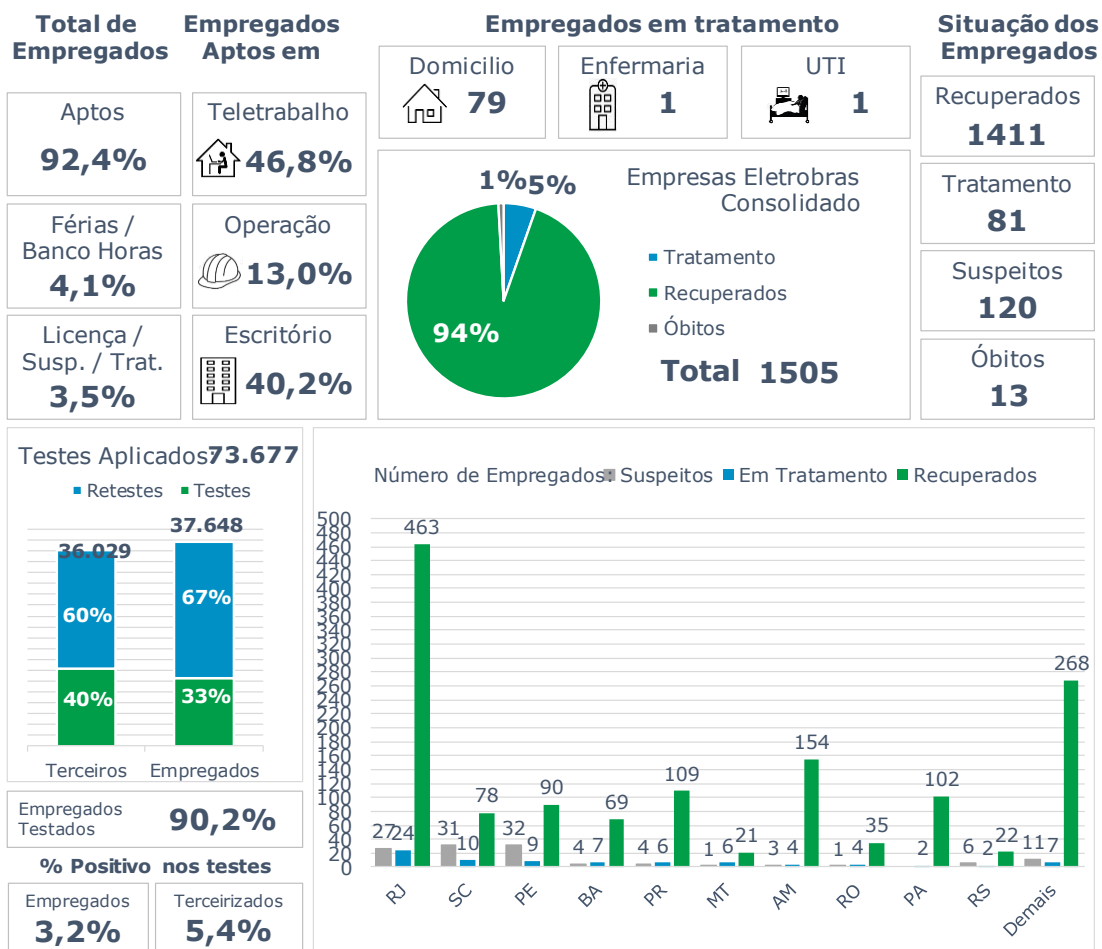 Total de
Empregados
Aptos
92,4%
Férias /
Banco Horas
4,1%
Licença /
Susp. / Trat.
3,5%
Empregados
Aptos em
Teletrabalho
46,8%
Operação
13,0%
Escritório
40,2%
Empregados em tratamento
Domicilio
79
Enfermaria
1
UTI
1
Empresas Eletrobras
Consolidado
1% 5%
94%
Tratamento
Recuperados
Óbitos
Total 1505
Situação dos
Empregados
Recuperados
1411
Tratamento
81
Suspeitos
120
Óbitos
13
Testes Aplicados: 73.677
Retestes Testes
37.648
36.029
67%
60%
40%
33%
Terceiros Empregados
Empregados
Testados
90,2%
% Positivo nos testes
Empregados
3,2%
Terceirizados
5,4%
Número de Empregados: Suspeitos Em Tratamento Recuperados
500
480
460
440
420
400
380
360
340
320
300
280
260
240
220
200
180
160
140
120
100
80
60
40
20
0
27 24 463
31 10 78
32 9 90
4 7 69
4 6 109
1 6 21
3 4 154
1 4 35
2 102
6 2 22
11 7 268
RJ SC PE BA PR MT AM RO PA RS Demais